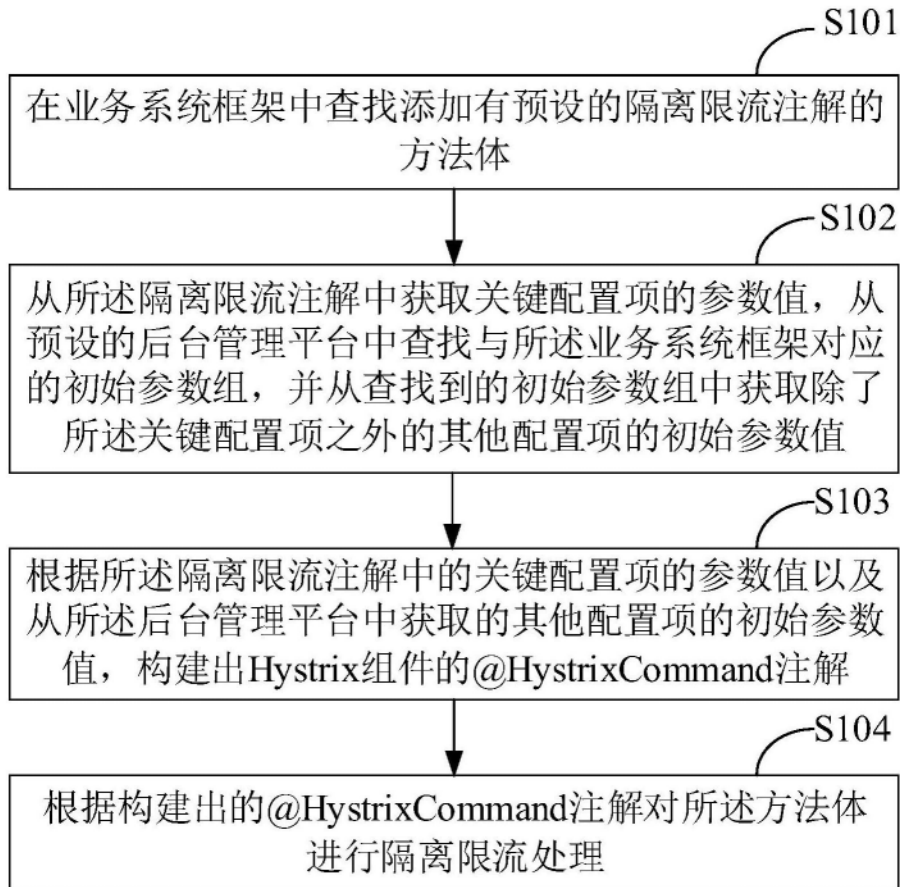 S101
在业务系统框架中查找添加有预设的隔离限流注解的
方法体
S102
从所述隔离限流注解中获取关键配置项的参数值，从
预设的后台管理平台中查找与所述业务系统框架对应
的初始参数组，并从查找到的初始参数组中获取除了
所述关键配置项之外的其他配置项的初始参数值
S103
根据所述隔离限流注解中的关键配置项的参数值以及
从所述后台管理平台中获取的其他配置项的初始参数
值，构建出Hystrix组件的@HystrixCommand注解
S104
根据构建出的@HystrixCommand注解对所述方法体
进行隔离限流处理